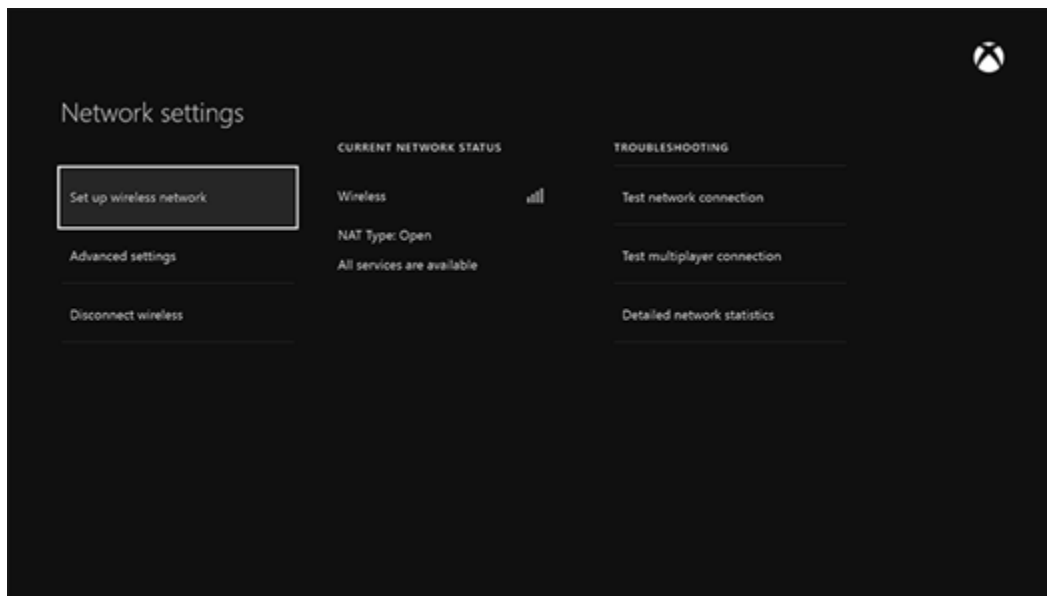 Network settings
Set up wireless network
Advanced settings
Disconnect wireless
CURRENT NETWORK STATUS
Wireless
NAT Type: Open
All services are available
TROUBLESHOOTING
Test network connection
Test multiplayer connection
Detailed network statistics